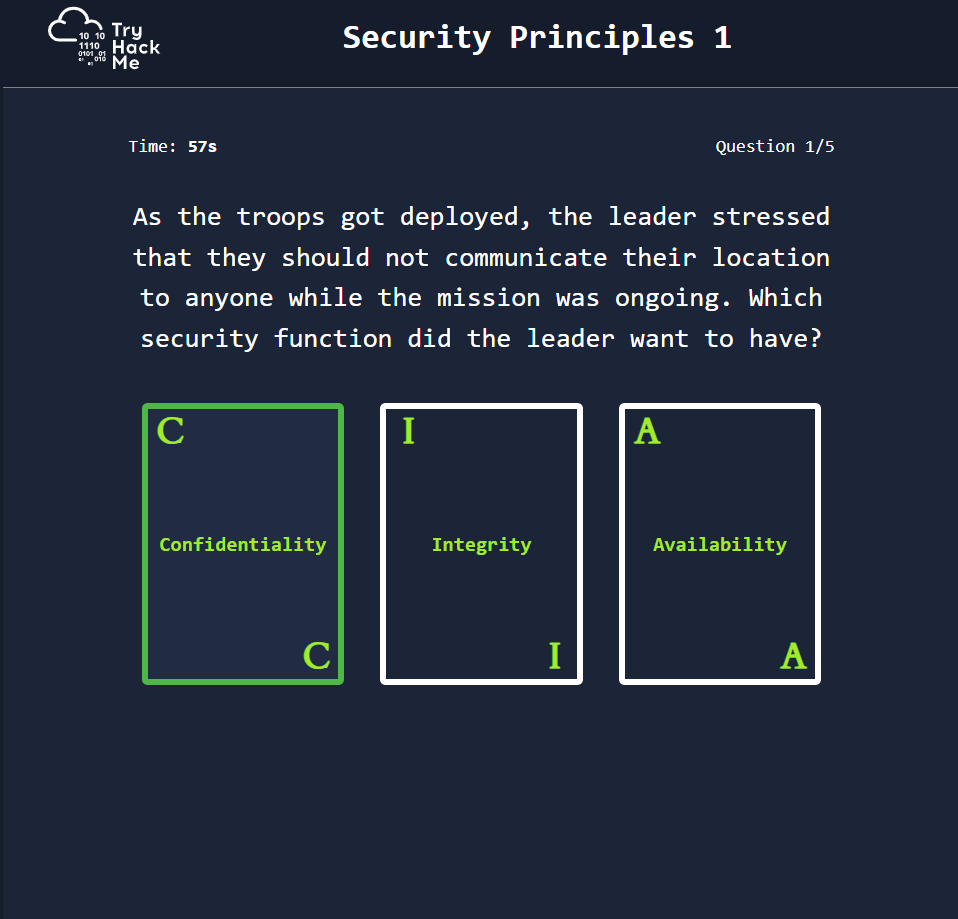 Try
Hack
Me
10 10
1110
0101 01
01 010
01
Security Principles 1
Time: 57s
Question 1/5
As the troops got deployed, the leader stressed
that they should not communicate their location
to anyone while the mission was ongoing. Which
security function did the leader want to have?
C
Confidentiality
C
I
Integrity
I
A
Availability
A